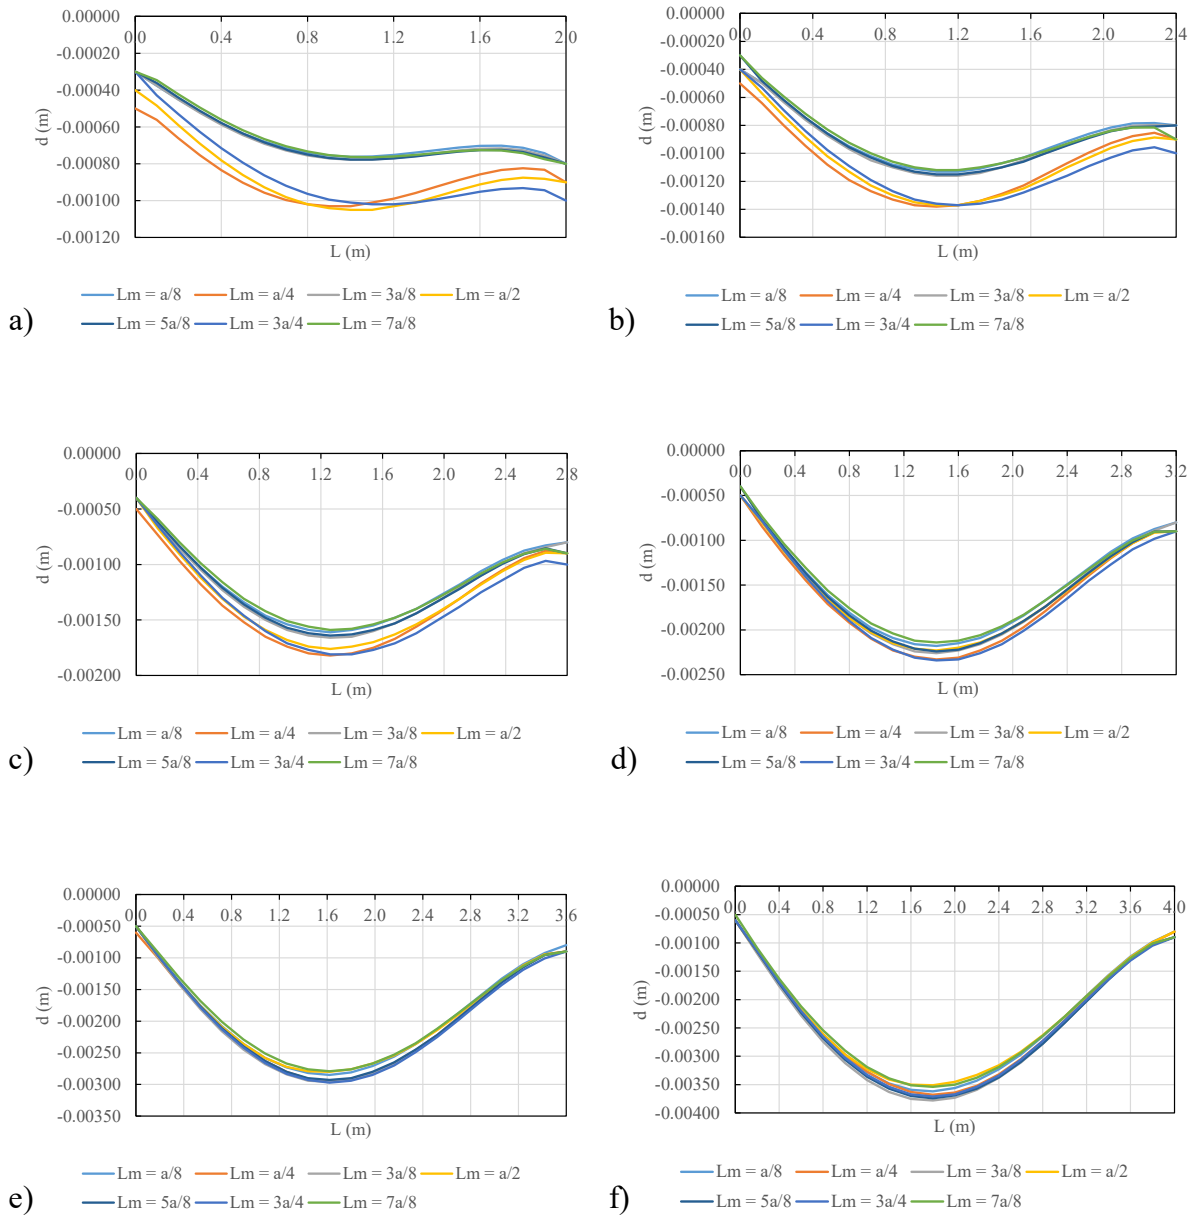 0.00000
-0.00020
-0.00040
-0.00060
-0.00080
-0.00100
-0.00120
0.0 0.4 0.8 1.2 1.6 2.0
d (m)
L (m)
Lm = a/8 Lm = a/4 Lm = 3a/8 Lm = a/2
Lm = 5a/8 Lm = 3a/4 Lm = 7a/8
a)
0.00000
-0.00020
-0.00040
-0.00060
-0.00080
-0.00100
-0.00120
-0.00140
-0.00160
0.0 0.4 0.8 1.2 1.6 2.0 2.4
d (m)
L (m)
Lm = a/8 Lm = a/4 Lm = 3a/8 Lm = a/2
Lm = 5a/8 Lm = 3a/4 Lm = 7a/8
b)
0.00000
-0.00050
-0.00100
-0.00150
-0.00200
0.0 0.4 0.8 1.2 1.6 2.0 2.4 2.8
d (m)
L (m)
Lm = a/8 Lm = a/4 Lm = 3a/8 Lm = a/2
Lm = 5a/8 Lm = 3a/4 Lm = 7a/8
c)
0.00000
-0.00050
-0.00100
-0.00150
-0.00200
-0.00250
0.0 0.4 0.8 1.2 1.6 2.0 2.4 2.8 3.2
d (m)
L (m)
Lm = a/8 Lm = a/4 Lm = 3a/8 Lm = a/2
Lm = 5a/8 Lm = 3a/4 Lm = 7a/8
d)
0.00000
-0.00050
-0.00100
-0.00150
-0.00200
-0.00250
-0.00300
-0.00350
0.0 0.4 0.8 1.2 1.6 2.0 2.4 2.8 3.2 3.6
d (m)
L (m)
Lm = a/8 Lm = a/4 Lm = 3a/8 Lm = a/2
Lm = 5a/8 Lm = 3a/4 Lm = 7a/8
e)
0.00000
-0.00050
-0.00100
-0.00150
-0.00200
-0.00250
-0.00300
-0.00350
-0.00400
0.0 0.4 0.8 1.2 1.6 2.0 2.4 2.8 3.2 3.6 4.0
d (m)
L (m)
Lm = a/8 Lm = a/4 Lm = 3a/8 Lm = a/2
Lm = 5a/8 Lm = 3a/4 Lm = 7a/8
f)